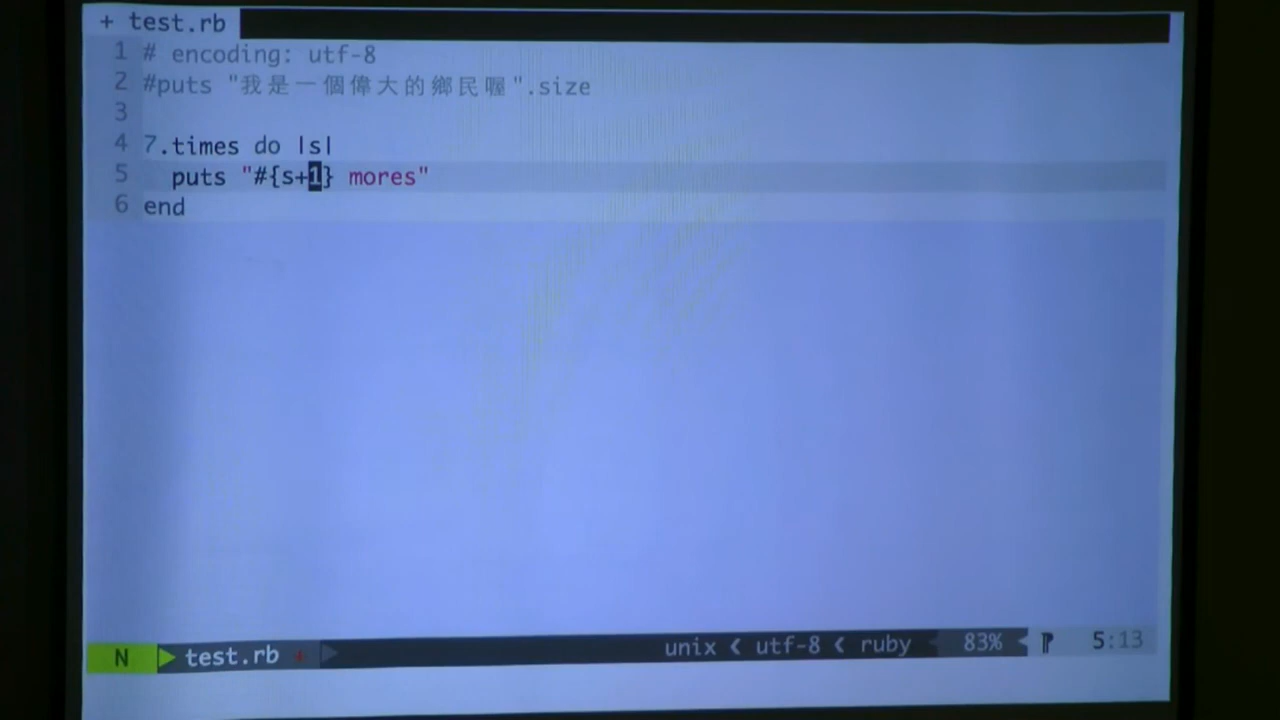 + test.rb
1 # encoding: utf-8
2 #puts "我是一個偉大的鄉民喔".size
3
4 7.times do |s|
5   puts "#{s+1} mores"
6 end
N test.rb + unix ❮ utf-8 ❮ ruby 83% 5:13